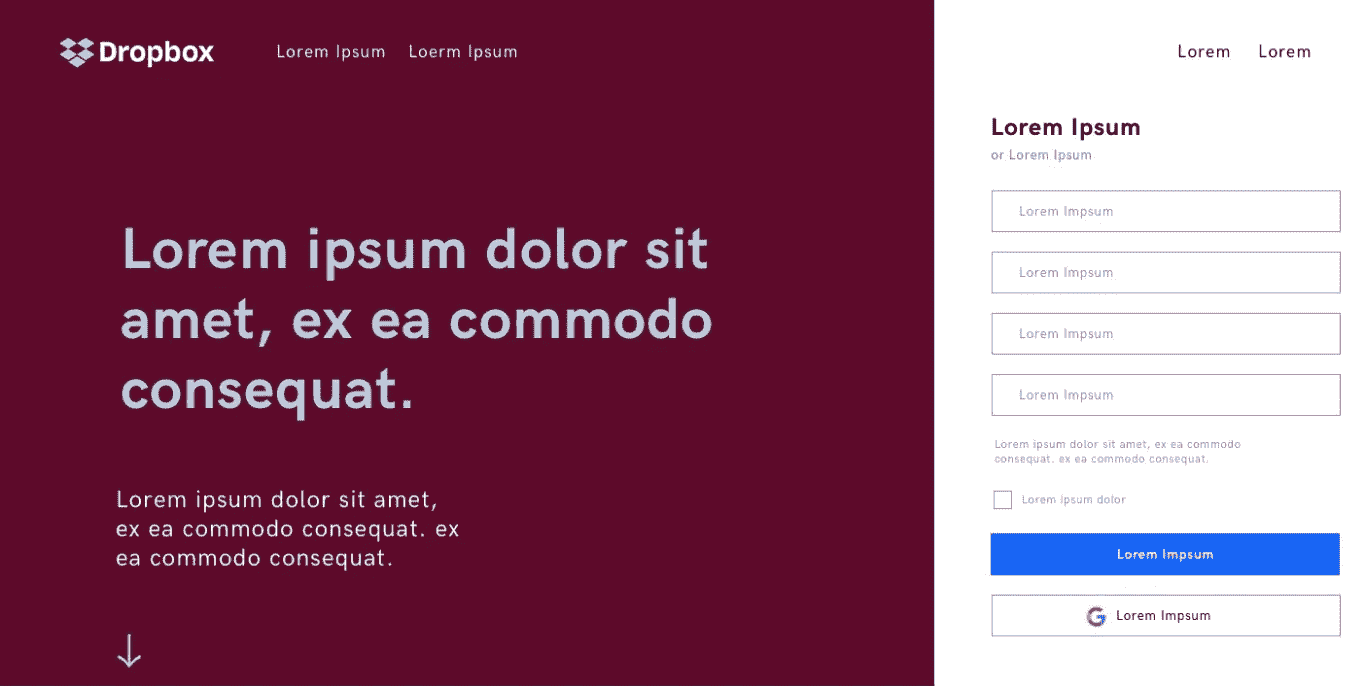 Dropbox
Lorem Ipsum
Loerm Ipsum
Lorem
Lorem
Lorem ipsum dolor sit
amet, ex ea commodo
consequat.
Lorem ipsum dolor sit amet,
ex ea commodo consequat. ex
ea commodo consequat.
Lorem Ipsum
or Lorem Ipsum
Lorem Impsum
Lorem Impsum
Lorem Impsum
Lorem Impsum
Lorem ipsum dolor sit amet, ex ea commodo
consequat. ex ea commodo consequat.
Lorem ipsum dolor
Lorem Impsum
G Lorem Impsum